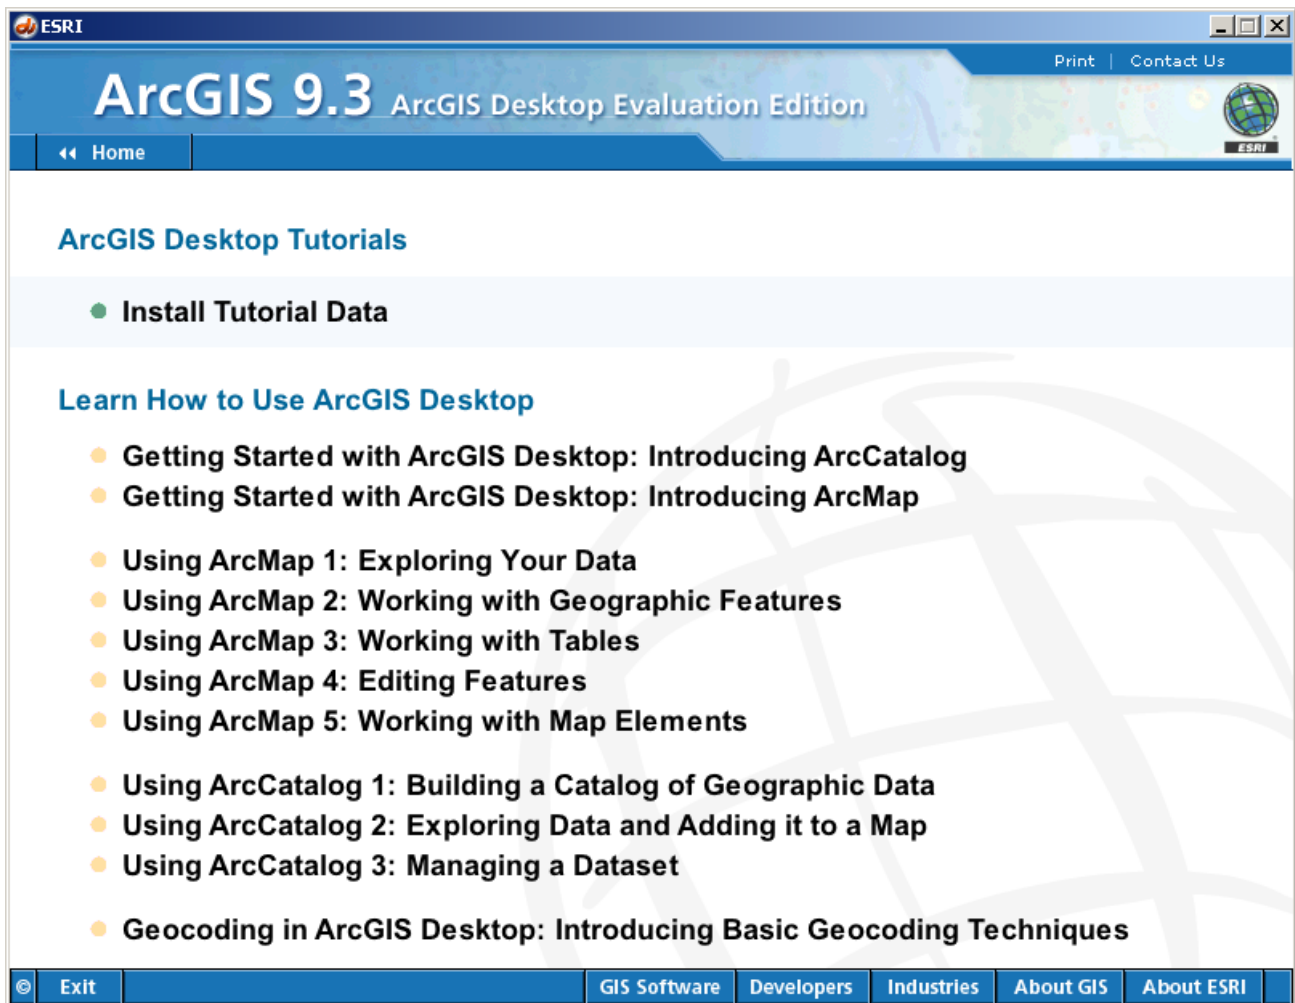 ESRI
Print | Contact Us
ArcGIS 9.3 ArcGIS Desktop Evaluation Edition
ESRI
Home
ArcGIS Desktop Tutorials
Install Tutorial Data
Learn How to Use ArcGIS Desktop
Getting Started with ArcGIS Desktop: Introducing ArcCatalog
Getting Started with ArcGIS Desktop: Introducing ArcMap
Using ArcMap 1: Exploring Your Data
Using ArcMap 2: Working with Geographic Features
Using ArcMap 3: Working with Tables
Using ArcMap 4: Editing Features
Using ArcMap 5: Working with Map Elements
Using ArcCatalog 1: Building a Catalog of Geographic Data
Using ArcCatalog 2: Exploring Data and Adding it to a Map
Using ArcCatalog 3: Managing a Dataset
Geocoding in ArcGIS Desktop: Introducing Basic Geocoding Techniques
© Exit GIS Software Developers Industries About GIS About ESRI